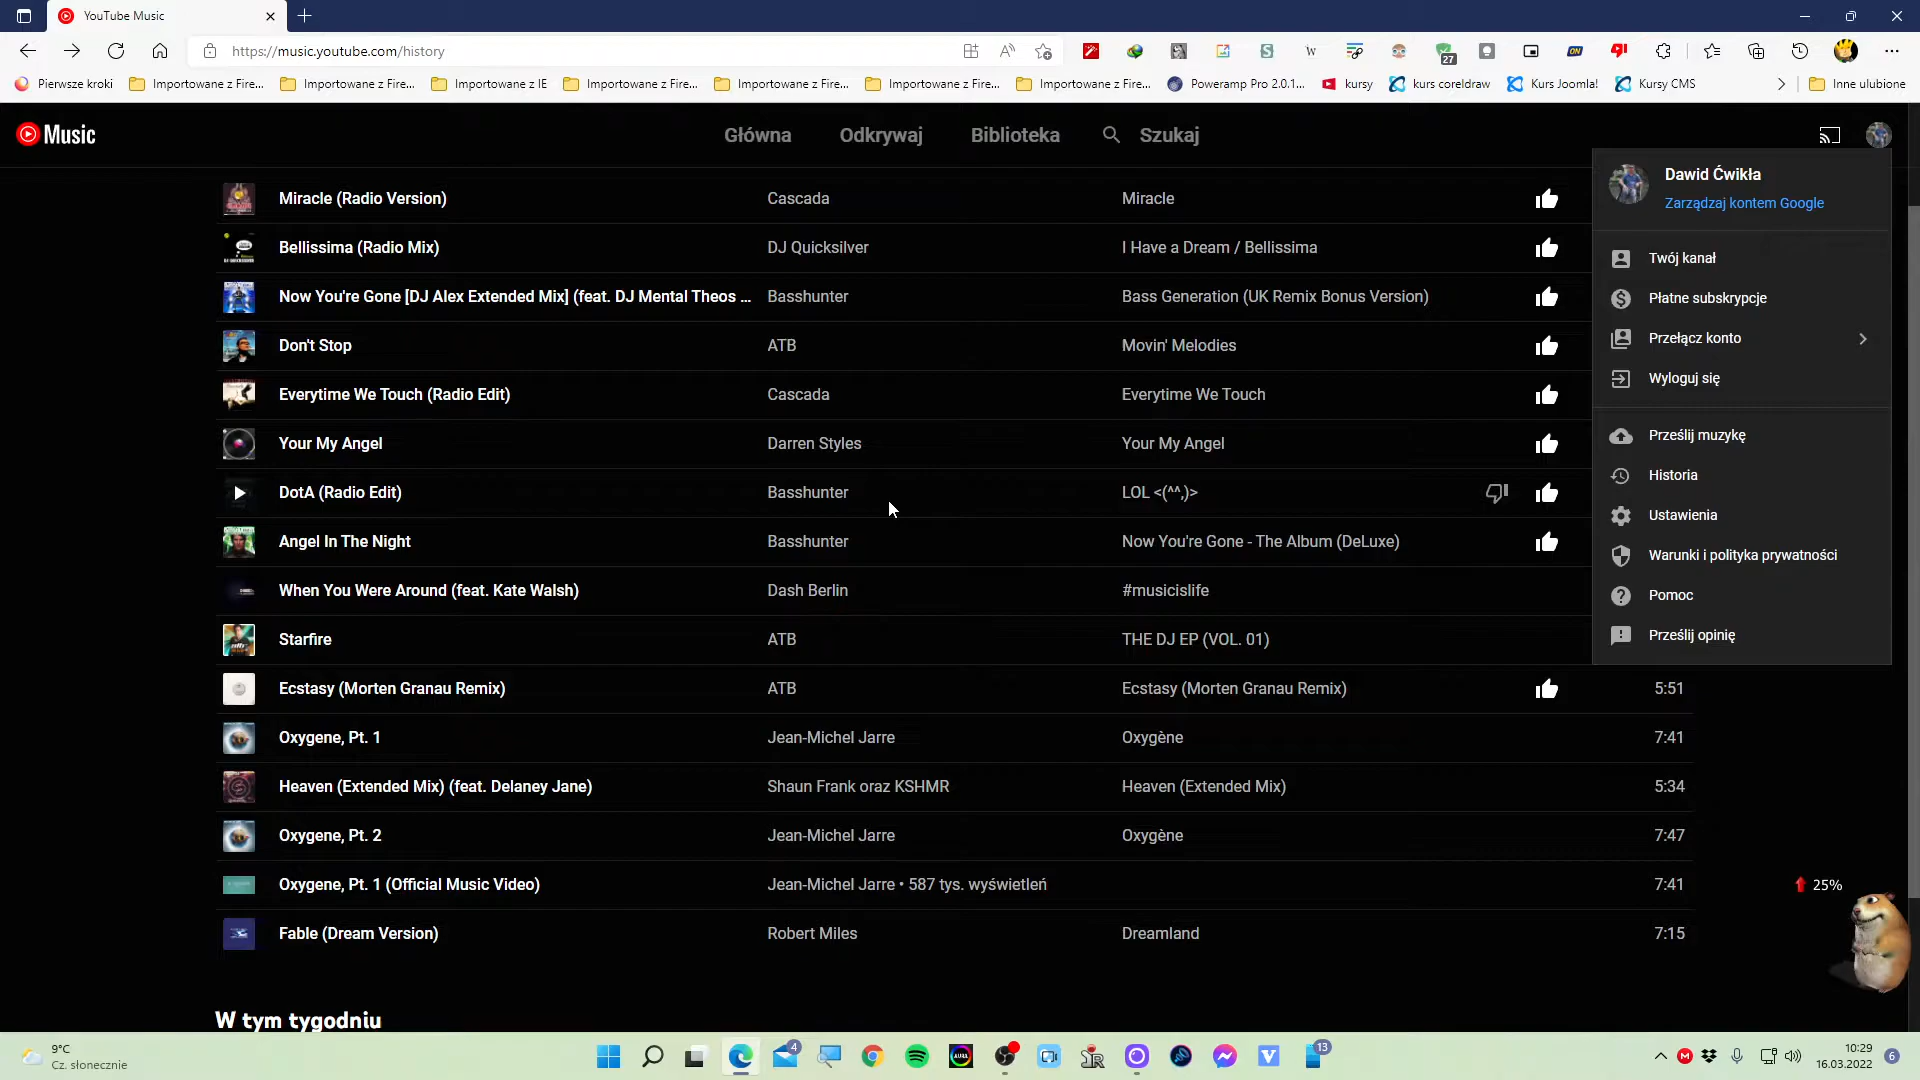 YouTube Music
https://music.youtube.com/history
27
ON
Pierwsze kroki
Importowane z Fire...
Importowane z Fire...
Importowane z IE
Importowane z Fire...
Importowane z Fire...
Importowane z Fire...
Importowane z Fire...
Poweramp Pro 2.0.1...
kursy
kurs coreldraw
Kurs Joomla!
Kursy CMS
Inne ulubione
Music
Główna
Odkrywaj
Biblioteka
Szukaj
Dawid Ćwikła
Zarządzaj kontem Google
Twój kanał
Płatne subskrypcje
Przełącz konto
Wyloguj się
Prześlij muzykę
Historia
Ustawienia
Warunki i polityka prywatności
Pomoc
Prześlij opinię
Miracle (Radio Version) Cascada Miracle
Bellissima (Radio Mix) DJ Quicksilver I Have a Dream / Bellissima
Now You're Gone [DJ Alex Extended Mix] (feat. DJ Mental Theos ... Basshunter Bass Generation (UK Remix Bonus Version)
Don't Stop ATB Movin' Melodies
Everytime We Touch (Radio Edit) Cascada Everytime We Touch
Your My Angel Darren Styles Your My Angel
DotA (Radio Edit) Basshunter LOL <(^^,)>
Angel In The Night Basshunter Now You're Gone - The Album (DeLuxe)
When You Were Around (feat. Kate Walsh) Dash Berlin #musicislife
Starfire ATB THE DJ EP (VOL. 01)
Ecstasy (Morten Granau Remix) ATB Ecstasy (Morten Granau Remix) 5:51
Oxygene, Pt. 1 Jean-Michel Jarre Oxygène 7:41
Heaven (Extended Mix) (feat. Delaney Jane) Shaun Frank oraz KSHMR Heaven (Extended Mix) 5:34
Oxygene, Pt. 2 Jean-Michel Jarre Oxygène 7:47
Oxygene, Pt. 1 (Official Music Video) Jean-Michel Jarre • 587 tys. wyświetleń 7:41
Fable (Dream Version) Robert Miles Dreamland 7:15
25%
W tym tygodniu
9°C
Cz. słonecznie
4
AURA
13
10:29
16.03.2022
6